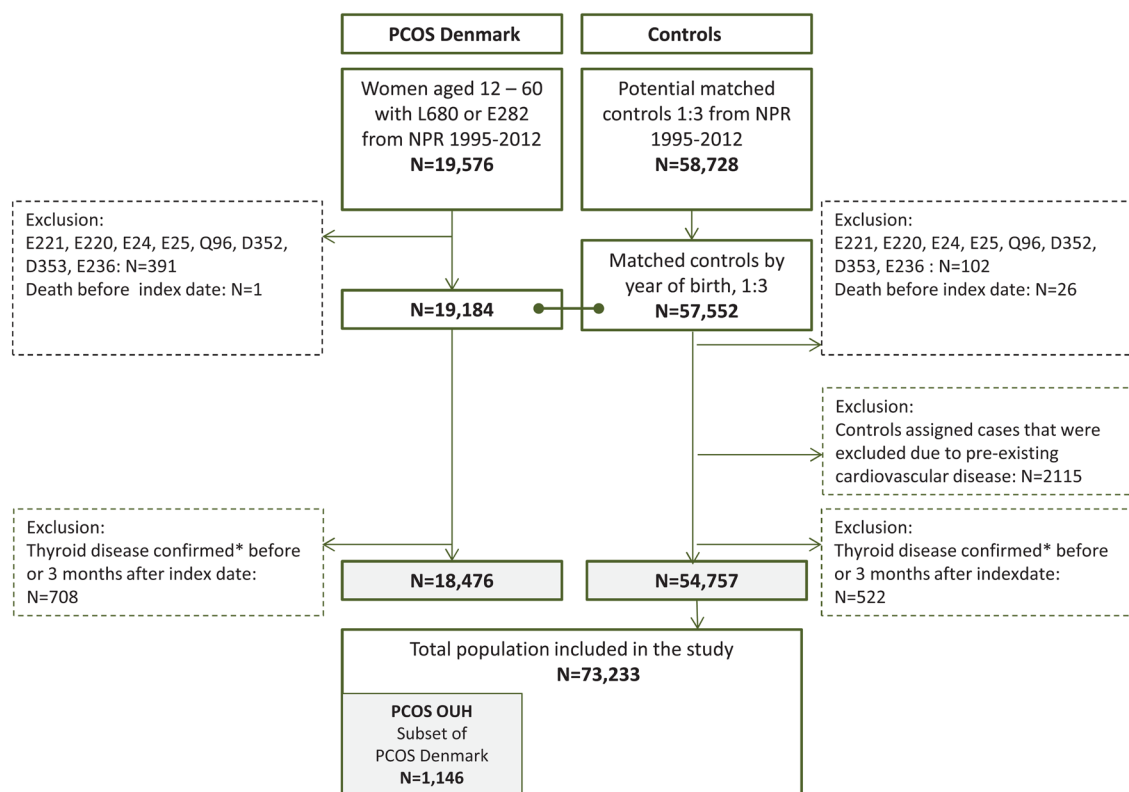 PCOS Denmark
Controls
Women aged 12 – 60
with L680 or E282
from NPR 1995-2012
N=19,576
Potential matched
controls 1:3 from NPR
1995-2012
N=58,728
Exclusion:
E221, E220, E24, E25, Q96, D352,
D353, E236: N=391
Death before index date: N=1
Exclusion:
E221, E220, E24, E25, Q96, D352,
D353, E236 : N=102
Death before index date: N=26
Matched controls by
year of birth, 1:3
N=57,552
N=19,184
Exclusion:
Controls assigned cases that were
excluded due to pre-existing
cardiovascular disease: N=2115
Exclusion:
Thyroid disease confirmed* before
or 3 months after index date:
N=708
Exclusion:
Thyroid disease confirmed* before
or 3 months after indexdate:
N=522
N=18,476
N=54,757
Total population included in the study
N=73,233
PCOS OUH
Subset of
PCOS Denmark
N=1,146